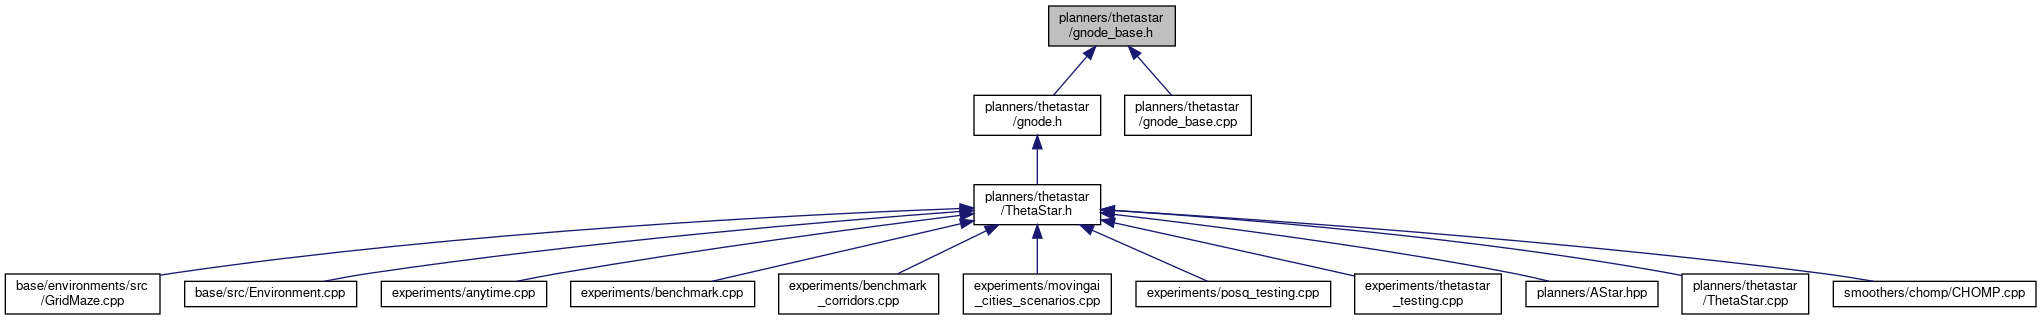 planners/thetastar
/gnode_base.h
planners/thetastar
/gnode.h
planners/thetastar
/gnode_base.cpp
planners/thetastar
/ThetaStar.h
base/environments/src
/GridMaze.cpp
base/src/Environment.cpp
experiments/anytime.cpp
experiments/benchmark.cpp
experiments/benchmark
_corridors.cpp
experiments/movingai
_cities_scenarios.cpp
experiments/posq_testing.cpp
experiments/thetastar
_testing.cpp
planners/AStar.hpp
planners/thetastar
/ThetaStar.cpp
smoothers/chomp/CHOMP.cpp